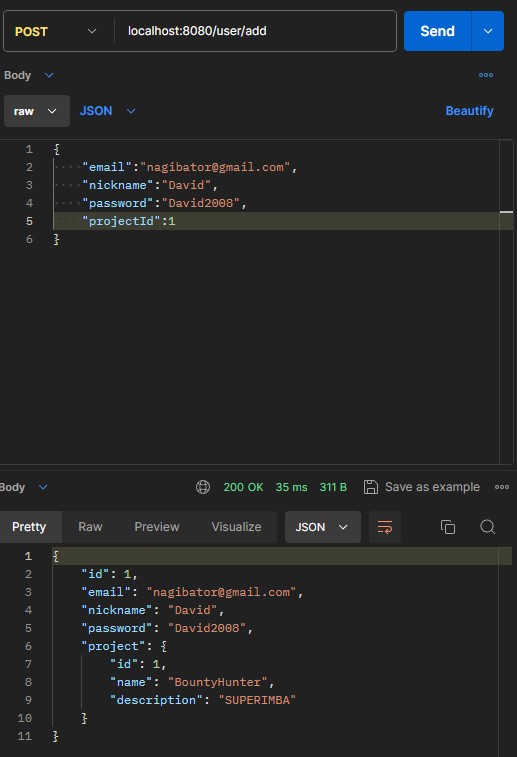 POST localhost:8080/user/add Send
Body
raw JSON Beautify
1 {
2 ····"email":"nagibator@gmail.com",
3 ····"nickname":"David",
4 ····"password":"David2008",
5 ····"projectId":1
6 }
Body 200 OK 35 ms 311 B Save as example
Pretty Raw Preview Visualize JSON
1 {
2 "id": 1,
3 "email": "nagibator@gmail.com",
4 "nickname": "David",
5 "password": "David2008",
6 "project": {
7 "id": 1,
8 "name": "BountyHunter",
9 "description": "SUPERIMBA"
10 }
11 }